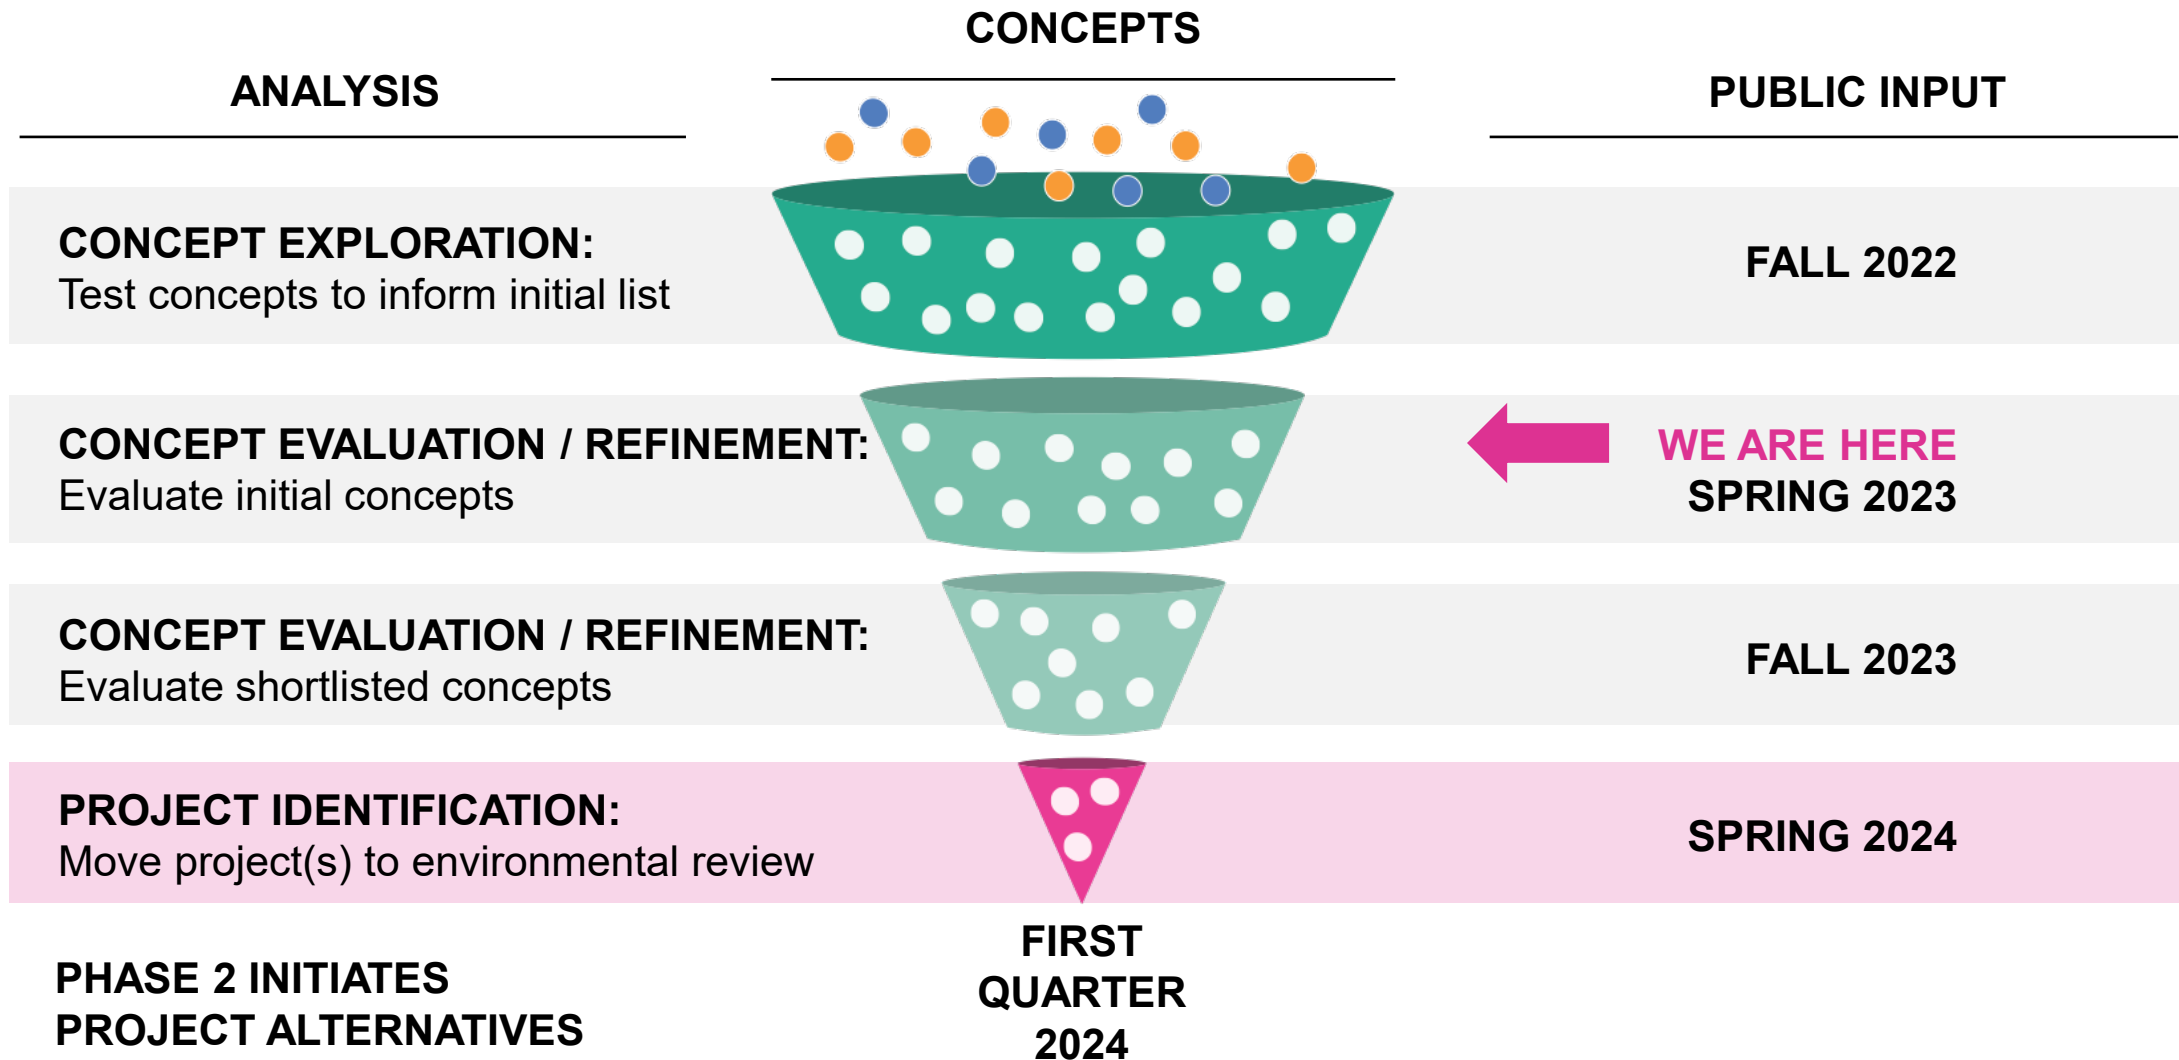 CONCEPTS
ANALYSIS
PUBLIC INPUT
CONCEPT EXPLORATION:
Test concepts to inform initial list
FALL 2022
CONCEPT EVALUATION / REFINEMENT:
Evaluate initial concepts
WE ARE HERE
SPRING 2023
CONCEPT EVALUATION / REFINEMENT:
Evaluate shortlisted concepts
FALL 2023
PROJECT IDENTIFICATION:
Move project(s) to environmental review
SPRING 2024
PHASE 2 INITIATES
PROJECT ALTERNATIVES
FIRST
QUARTER
2024